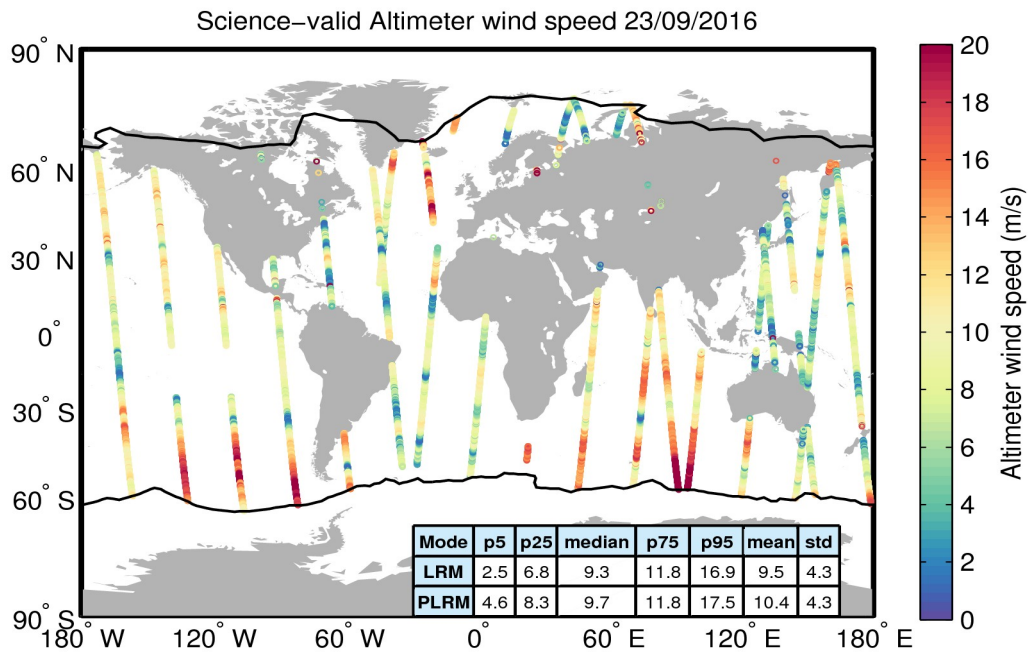 Science−valid Altimeter wind speed 23/09/2016
90° N
60° N
30° N
0°
30° S
60° S
90° S
180° W
120° W
60° W
0°
60° E
120° E
180° E
Mode p5 p25 median p75 p95 mean std
LRM 2.5 6.8 9.3 11.8 16.9 9.5 4.3
PLRM 4.6 8.3 9.7 11.8 17.5 10.4 4.3
20
18
16
14
12
10
8
6
4
2
0
Altimeter wind speed (m/s)